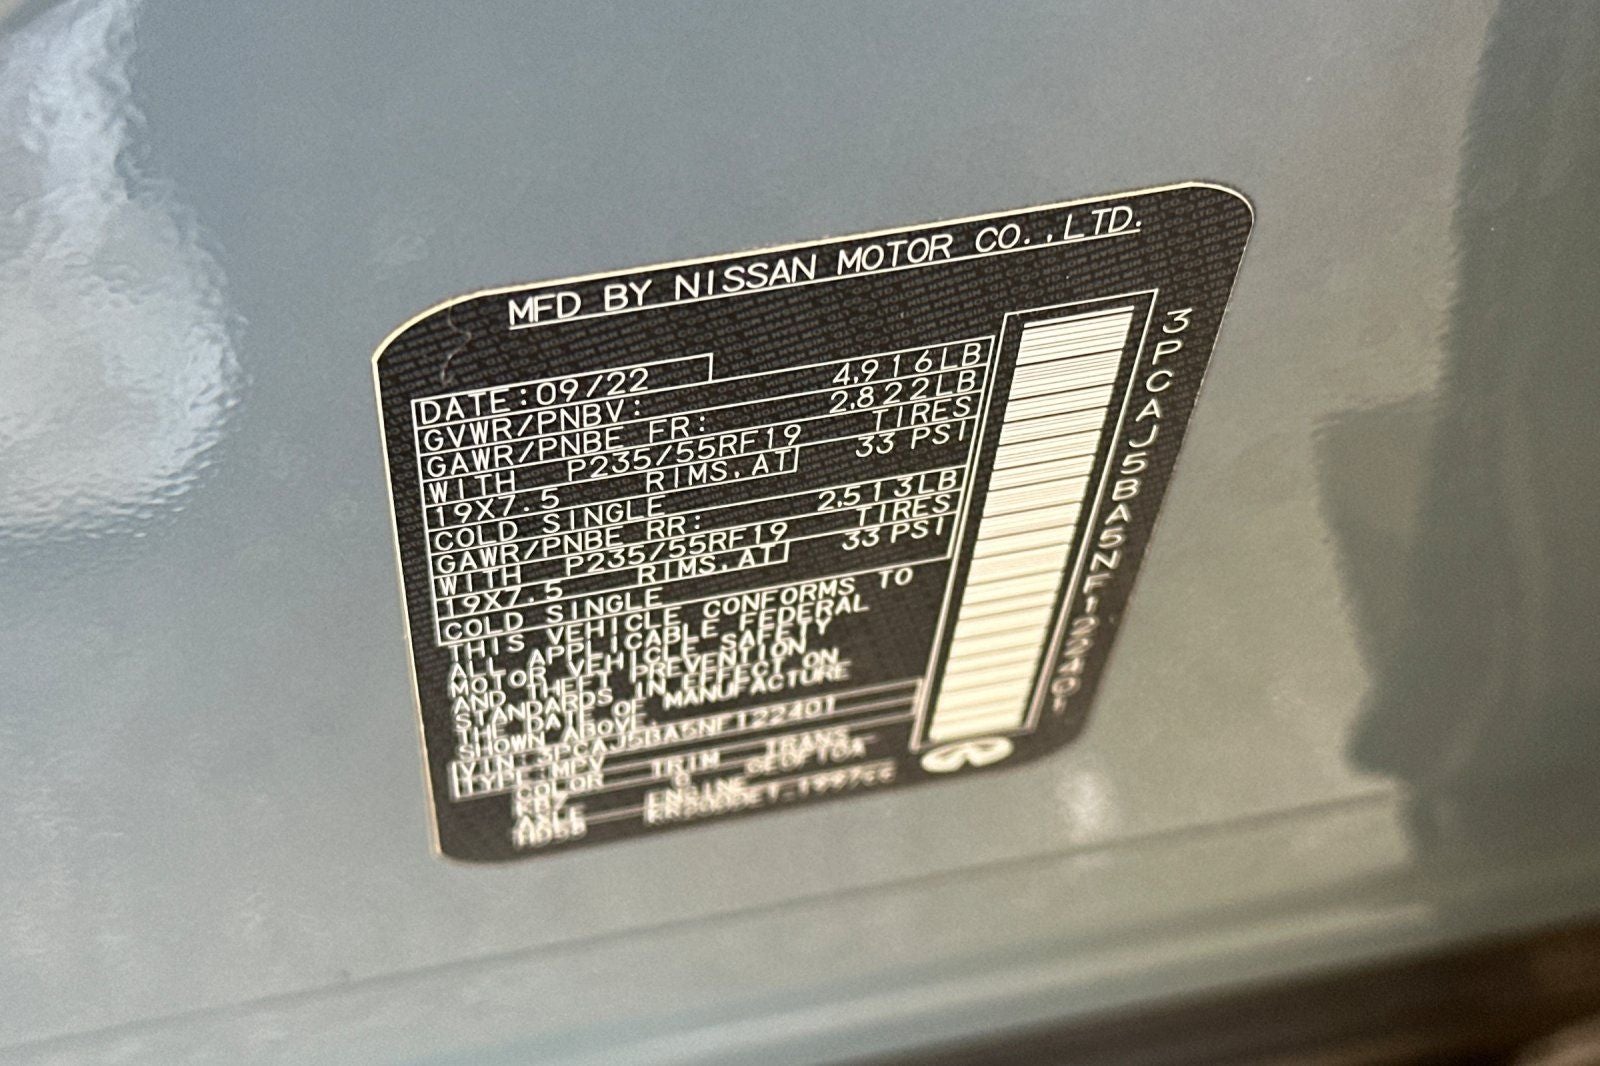 MFD BY NISSAN MOTOR CO.,LTD.
DATE:09/22
GVWR/PNBV: 4,916LB
GAWR/PNBE FR: 2,822LB
WITH P235/55RF19 TIRES
19X7.5 RIMS,AT 33 PSI
COLD SINGLE
GAWR/PNBE RR: 2,513LB
WITH P235/55RF19 TIRES
19X7.5 RIMS,AT 33 PSI
COLD SINGLE
THIS VEHICLE CONFORMS TO
ALL APPLICABLE FEDERAL
MOTOR VEHICLE SAFETY
AND THEFT PREVENTION
STANDARDS IN EFFECT ON
THE DATE OF MANUFACTURE
SHOWN ABOVE.
VIN:3PCAJ5BA5NF122401
TYPE:MPV
COLOR TRIM TRANS
AXLE ENGINE
3PCAJ5BA5NF122401